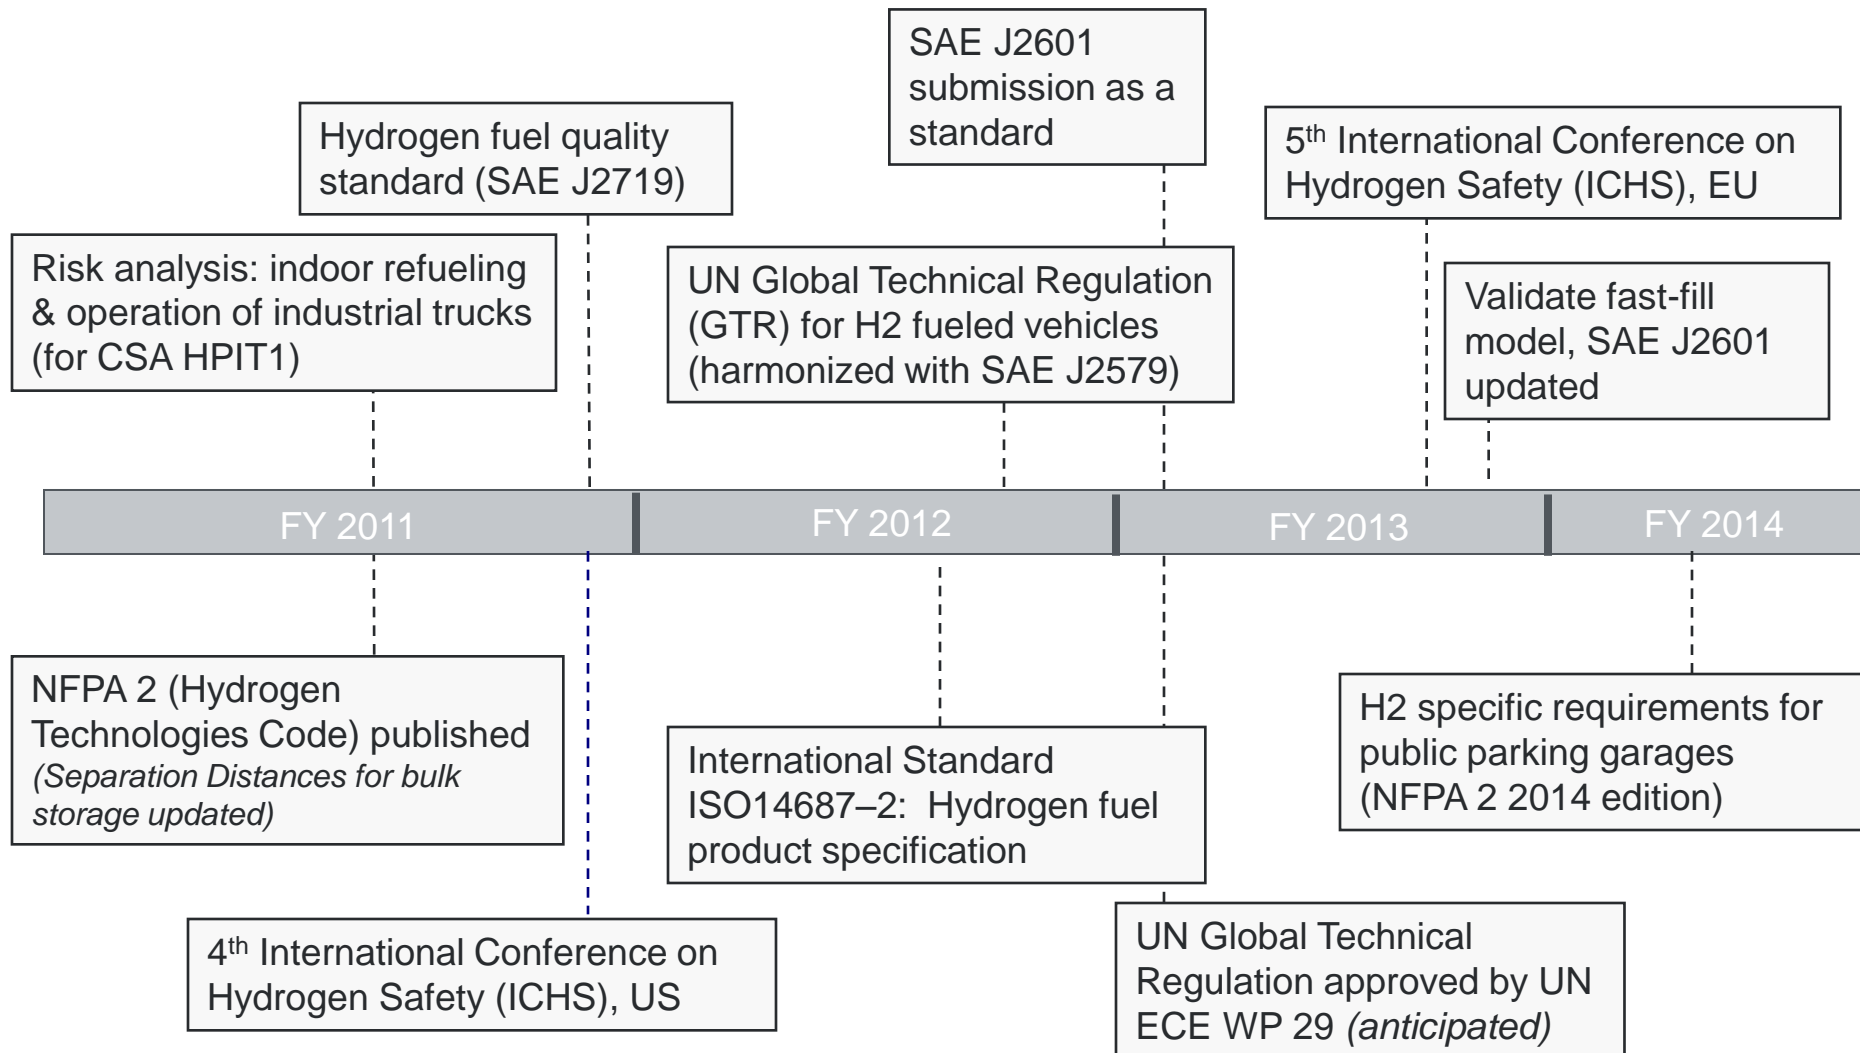 SAE J2601
submission as a
standard
Hydrogen fuel quality
standard (SAE J2719)
5th International Conference on
Hydrogen Safety (ICHS), EU
Risk analysis: indoor refueling
& operation of industrial trucks
(for CSA HPIT1)
UN Global Technical Regulation
(GTR) for H2 fueled vehicles
(harmonized with SAE J2579)
Validate fast-fill
model, SAE J2601
updated
FY 2011
FY 2012
FY 2013
FY 2014
NFPA 2 (Hydrogen
Technologies Code) published
(Separation Distances for bulk
storage updated)
International Standard
ISO14687–2:  Hydrogen fuel
product specification
H2 specific requirements for
public parking garages
(NFPA 2 2014 edition)
4th International Conference on
Hydrogen Safety (ICHS), US
UN Global Technical
Regulation approved by UN
ECE WP 29 (anticipated)